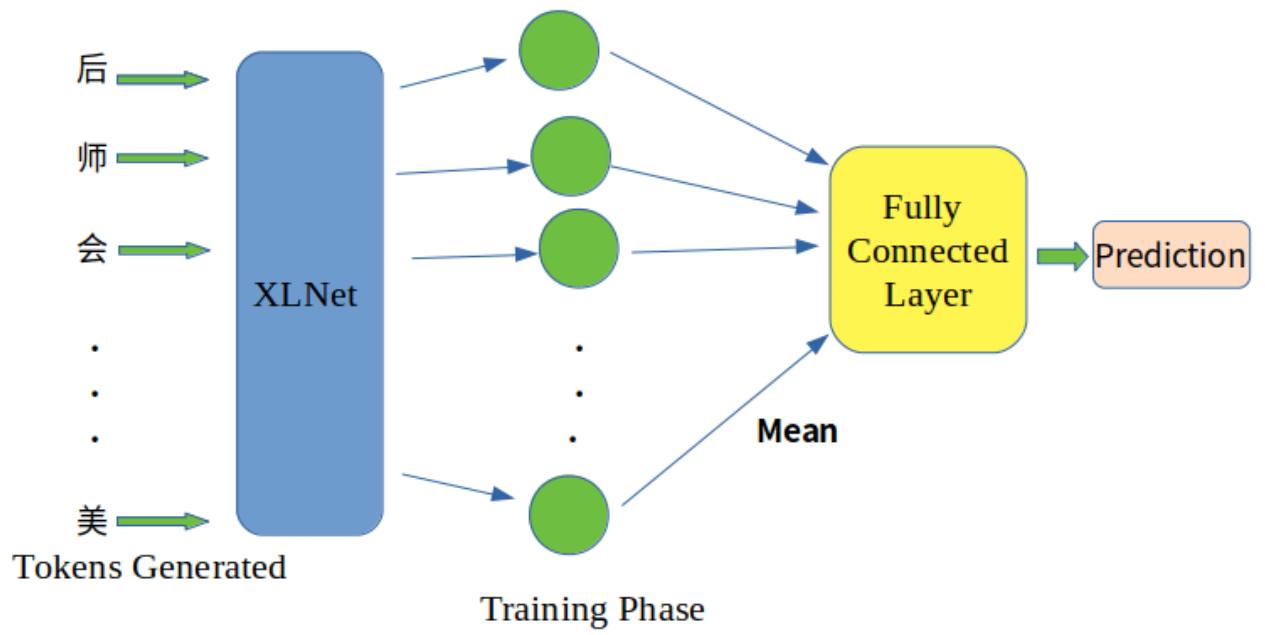 后
师
会
美
Tokens Generated
XLNet
Training Phase
Mean
Fully
Connected
Layer
Prediction